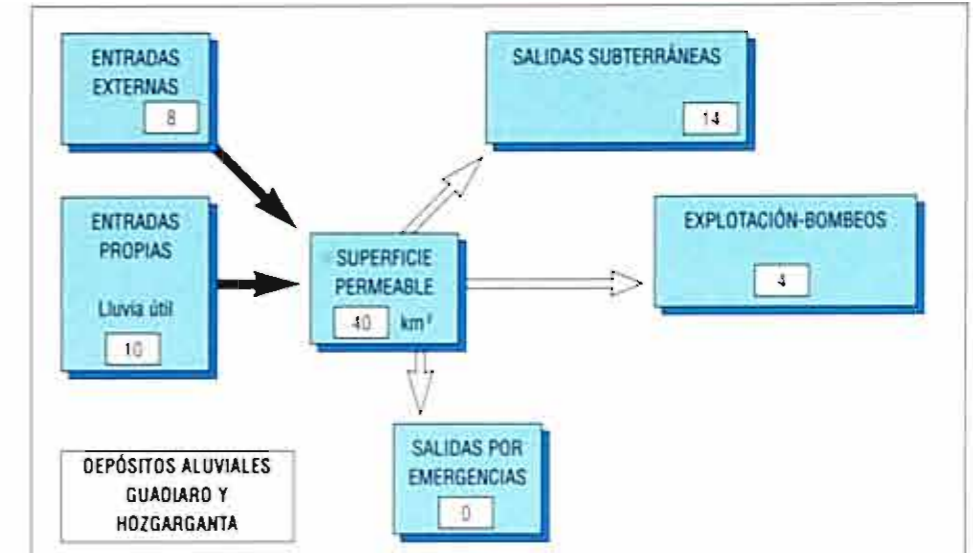 ENTRADAS
EXTERNAS
8
SALIDAS SUBTERRÁNEAS
14
ENTRADAS
PROPIAS
Lluvia útil
10
SUPERFICIE
PERMEABLE
40 km²
EXPLOTACIÓN-BOMBEOS
4
SALIDAS POR
EMERGENCIAS
0
DEPÓSITOS ALUVIALES
GUADIARO Y
HOZGARGANTA